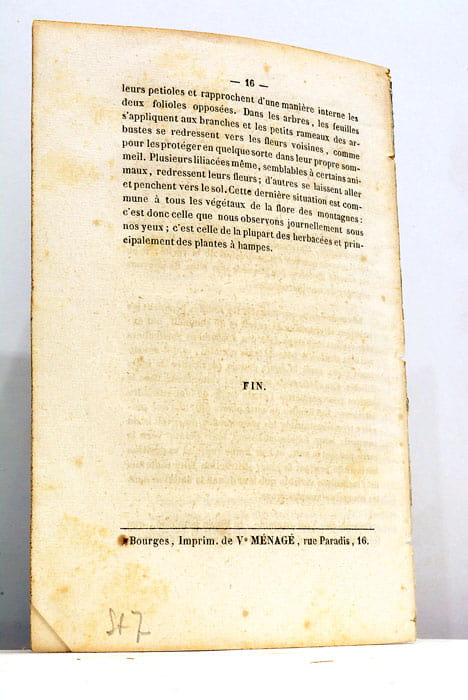 — 16 —
leurs petioles et rapprochent d'une manière interne les
deux folioles opposées. Dans les arbres, les feuilles
s'appliquent aux branches et les petits rameaux des ar-
bustes se redressent vers les fleurs voisines, comme
pour les protéger en quelque sorte dans leur propre som-
meil. Plusieurs liliacées même, semblables à certains ani-
maux, redressent leurs fleurs; d'autres se laissent aller
et penchent vers le sol. Cette dernière situation est com-
mune à tous les végétaux de la flore des montagnes:
c'est donc celle que nous observons journellement sous
nos yeux; c'est celle de la plupart des herbacées et prin-
cipalement des plantes à hampes.
FIN.
Bourges, Imprim. de Vᵉ MÉNAGÉ, rue Paradis, 16.